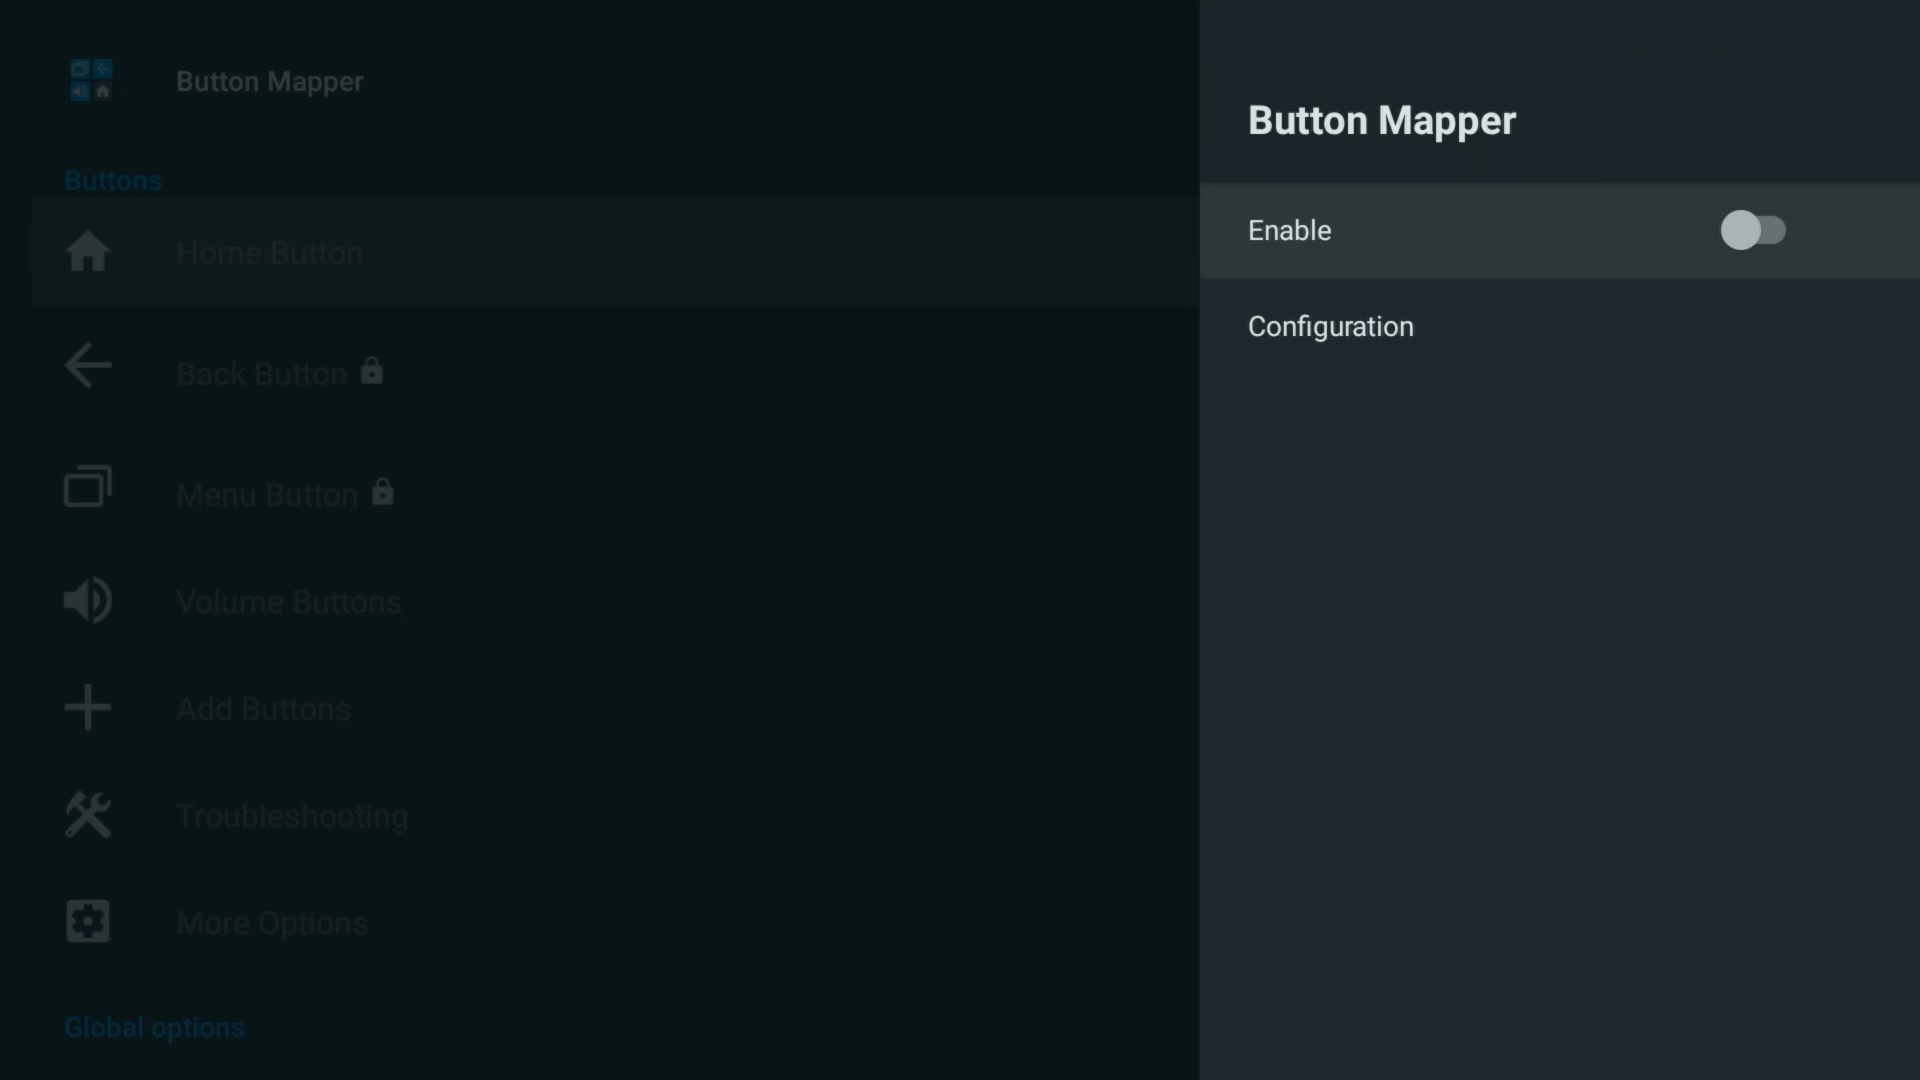 Button Mapper
Buttons
Home Button
Back Button
Menu Button
Volume Buttons
Add Buttons
Troubleshooting
More Options
Global options
Button Mapper
Enable
Configuration